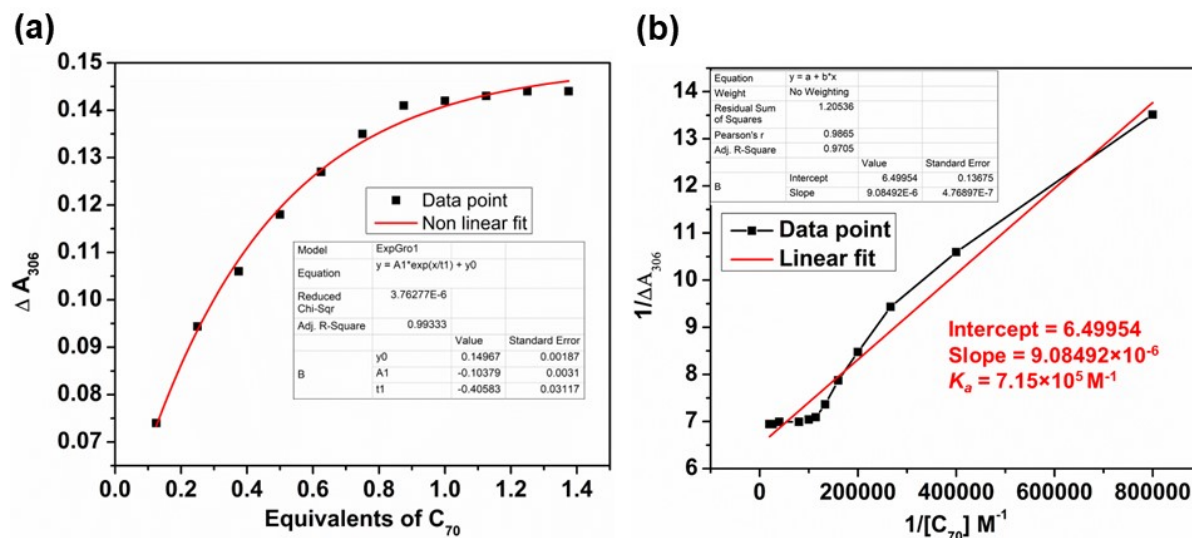 (a)
0.15
0.14
0.13
0.12
0.11
0.10
0.09
0.08
0.07
Δ A306
0.0 0.2 0.4 0.6 0.8 1.0 1.2 1.4
Equivalents of C70
Data point
Non linear fit
Model ExpGro1
Equation y = A1*exp(x/t1) + y0
Reduced
Chi-Sqr
3.76277E-6
Adj. R-Square 0.99333
Value Standard Error
B
y0 0.14967 0.00187
A1 -0.10379 0.0031
t1 -0.40583 0.03117
(b)
14
13
12
11
10
9
8
7
6
1/ΔA306
0 200000 400000 600000 800000
1/[C70] M-1
Equation y = a + b*x
Weight No Weighting
Residual Sum
of Squares
1.20536
Pearson's r 0.9865
Adj. R-Square 0.9705
Value Standard Error
B
Intercept 6.49954 0.13675
Slope 9.08492E-6 4.76897E-7
Data point
Linear fit
Intercept = 6.49954
Slope = 9.08492×10-6
Ka = 7.15×105 M-1